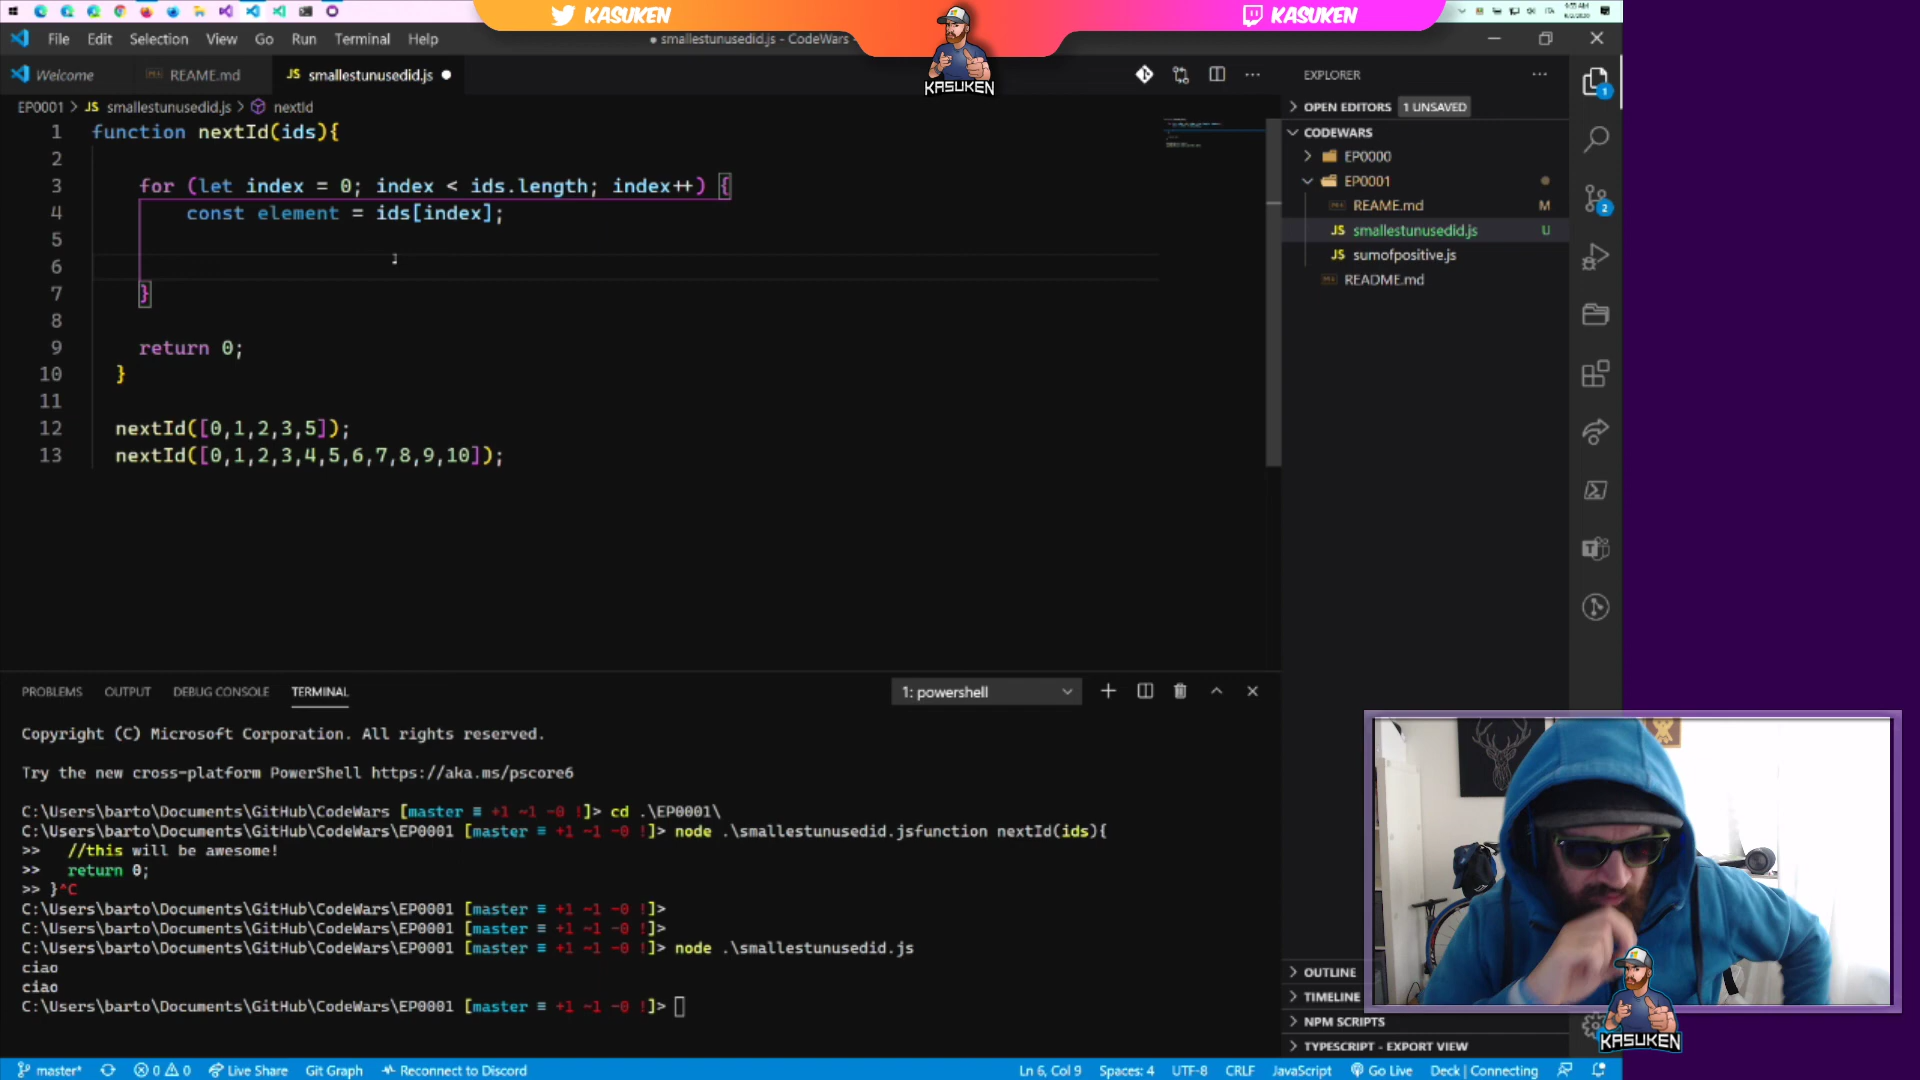 KASUKEN
KASUKEN
KASUKEN
9:55 AM
6/2/2020
File Edit Selection View Go Run Terminal Help
● smallestunusedid.js - CodeWars -
Welcome
REAME.md
JS smallestunusedid.js ●
EP0001 > JS smallestunusedid.js > nextId
1 function nextId(ids){
2
3 for (let index = 0; index < ids.length; index++) {
4 const element = ids[index];
5
6
7 }
8
9 return 0;
10 }
11
12 nextId([0,1,2,3,5]);
13 nextId([0,1,2,3,4,5,6,7,8,9,10]);
EXPLORER
OPEN EDITORS 1 UNSAVED
CODEWARS
EP0000
EP0001
REAME.md M
JS smallestunusedid.js U
JS sumofpositive.js
README.md
1
2
PROBLEMS OUTPUT DEBUG CONSOLE TERMINAL
1: powershell
Copyright (C) Microsoft Corporation. All rights reserved.
Try the new cross-platform PowerShell https://aka.ms/pscore6
C:\Users\barto\Documents\GitHub\CodeWars [master ≡ +1 ~1 -0 !]> cd .\EP0001\
C:\Users\barto\Documents\GitHub\CodeWars\EP0001 [master ≡ +1 ~1 -0 !]> node .\smallestunusedid.jsfunction nextId(ids){
>> //this will be awesome!
>> return 0;
>> }^C
C:\Users\barto\Documents\GitHub\CodeWars\EP0001 [master ≡ +1 ~1 -0 !]>
C:\Users\barto\Documents\GitHub\CodeWars\EP0001 [master ≡ +1 ~1 -0 !]>
C:\Users\barto\Documents\GitHub\CodeWars\EP0001 [master ≡ +1 ~1 -0 !]> node .\smallestunusedid.js
ciao
ciao
C:\Users\barto\Documents\GitHub\CodeWars\EP0001 [master ≡ +1 ~1 -0 !]>
OUTLINE
TIMELINE
NPM SCRIPTS
TYPESCRIPT - EXPORT VIEW
KASUKEN
master* 0 0 Live Share Git Graph Reconnect to Discord
Ln 6, Col 9 Spaces: 4 UTF-8 CRLF JavaScript Go Live Deck | Connecting